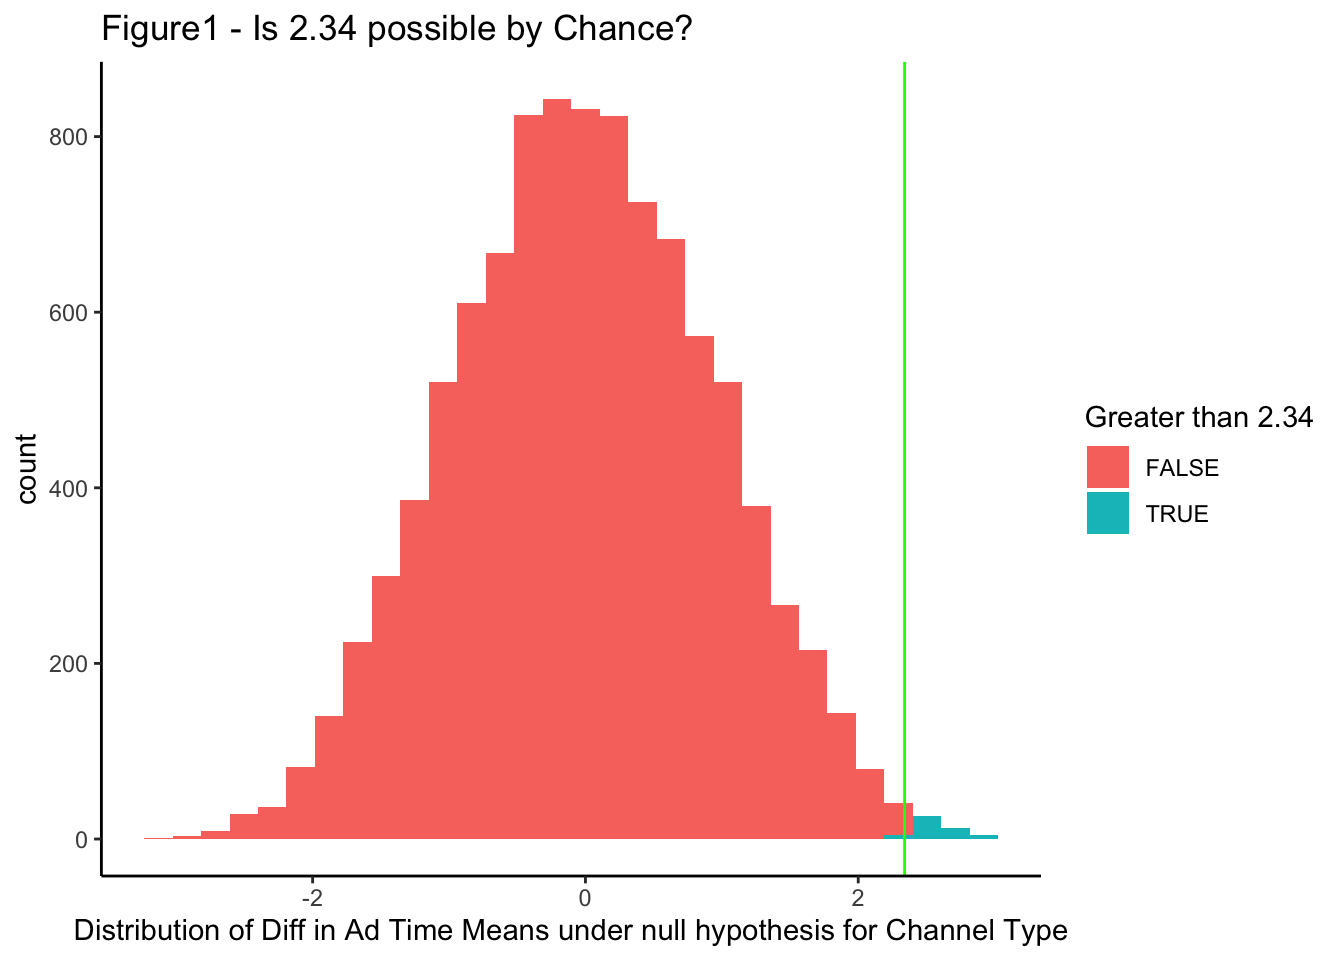 Figure1 - Is 2.34 possible by Chance?
800
600
400
200
0
count
-2
0
2
Distribution of Diff in Ad Time Means under null hypothesis for Channel Type
Greater than 2.34
FALSE
TRUE